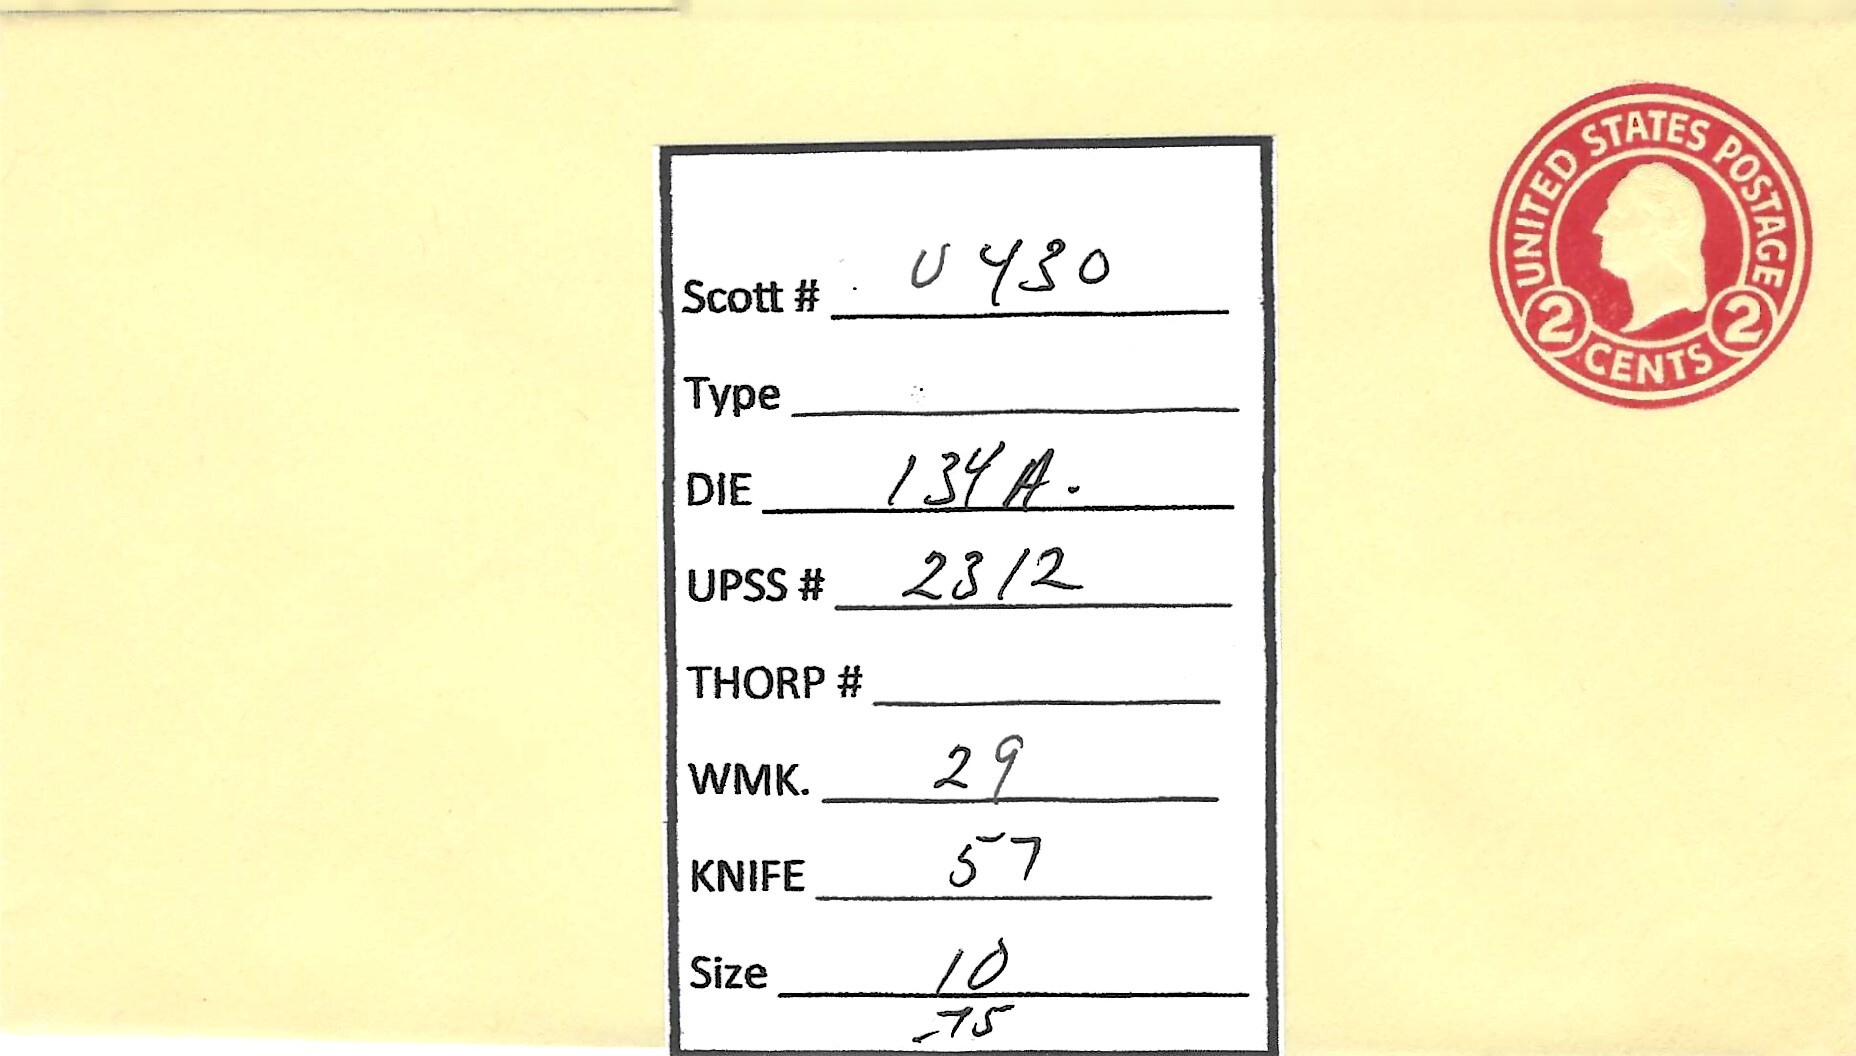 UNITED STATES POSTAGE
2 CENTS 2
Scott # U430
Type
DIE 134A.
UPSS # 2312
THORP #
WMK. 29
KNIFE 57
Size 10
.75